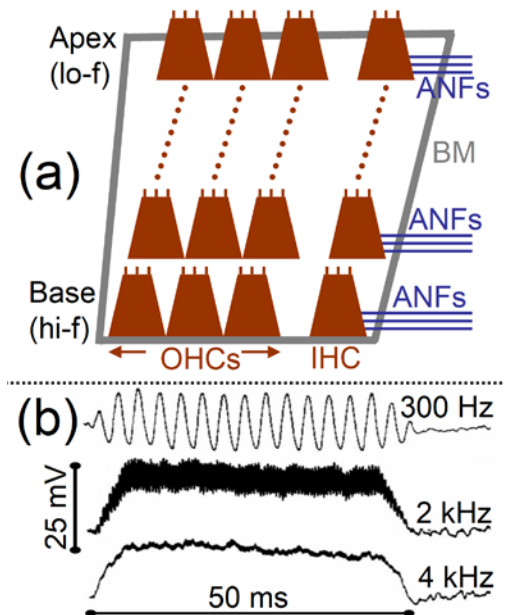 Apex
(lo-f)
ANFs
BM
(a)
ANFs
Base
(hi-f)
ANFs
OHCs
IHC
(b)
300 Hz
25 mV
2 kHz
4 kHz
50 ms